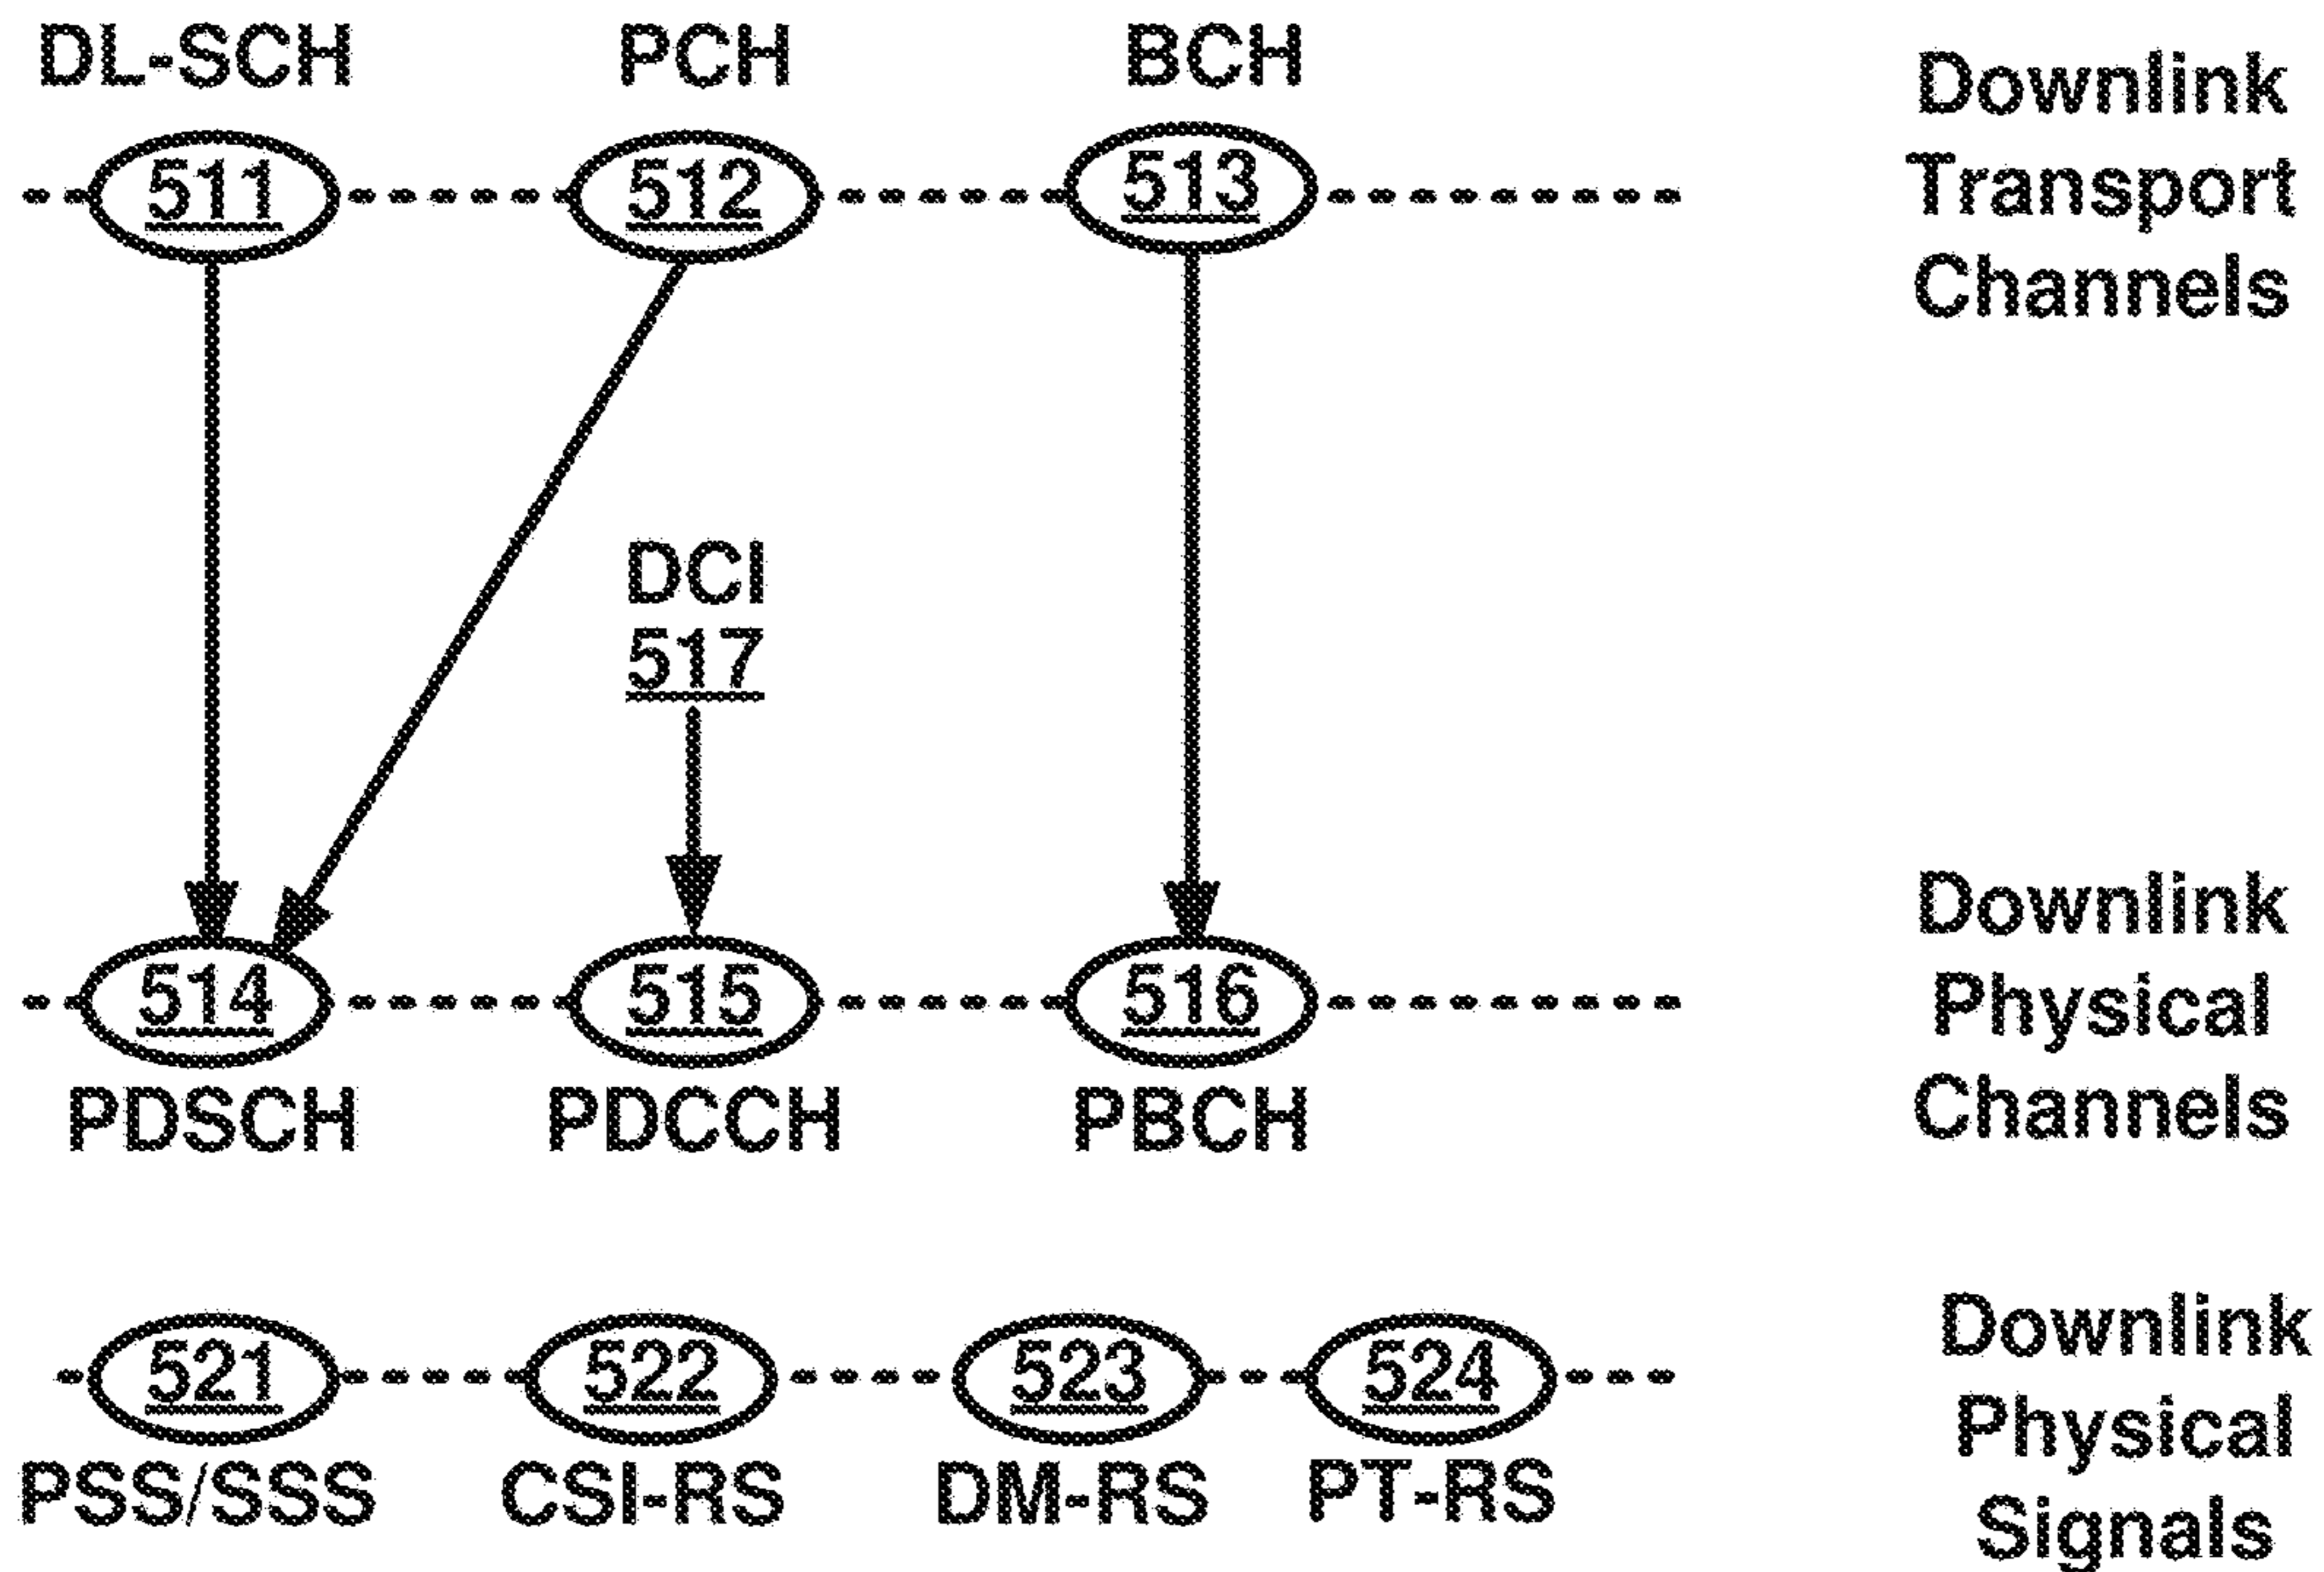 DL-SCH PCH BCH
511 512 513
Downlink
Transport
Channels
DCI
517
514 515 516
PDSCH PDCCH PBCH
Downlink
Physical
Channels
521 522 523 524
PSS/SSS CSI-RS DM-RS PT-RS
Downlink
Physical
Signals